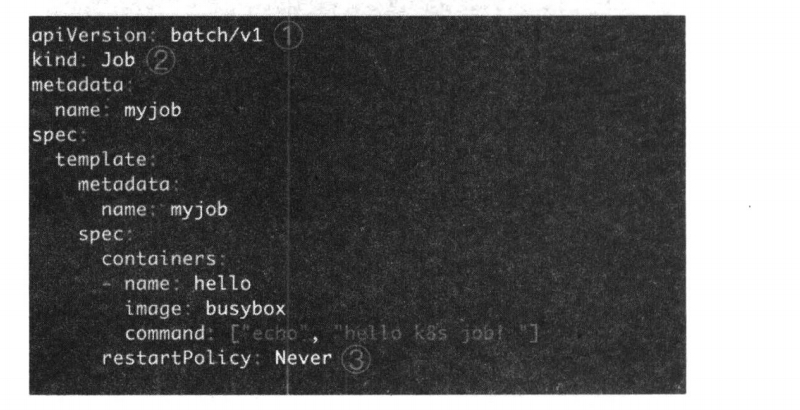 apiVersion: batch/v1 ①
kind: Job ②
metadata:
  name: myjob
spec:
  template:
    metadata:
      name: myjob
    spec:
      containers:
      - name: hello
        image: busybox
        command: ["echo", "hello k8s job! "]
      restartPolicy: Never ③